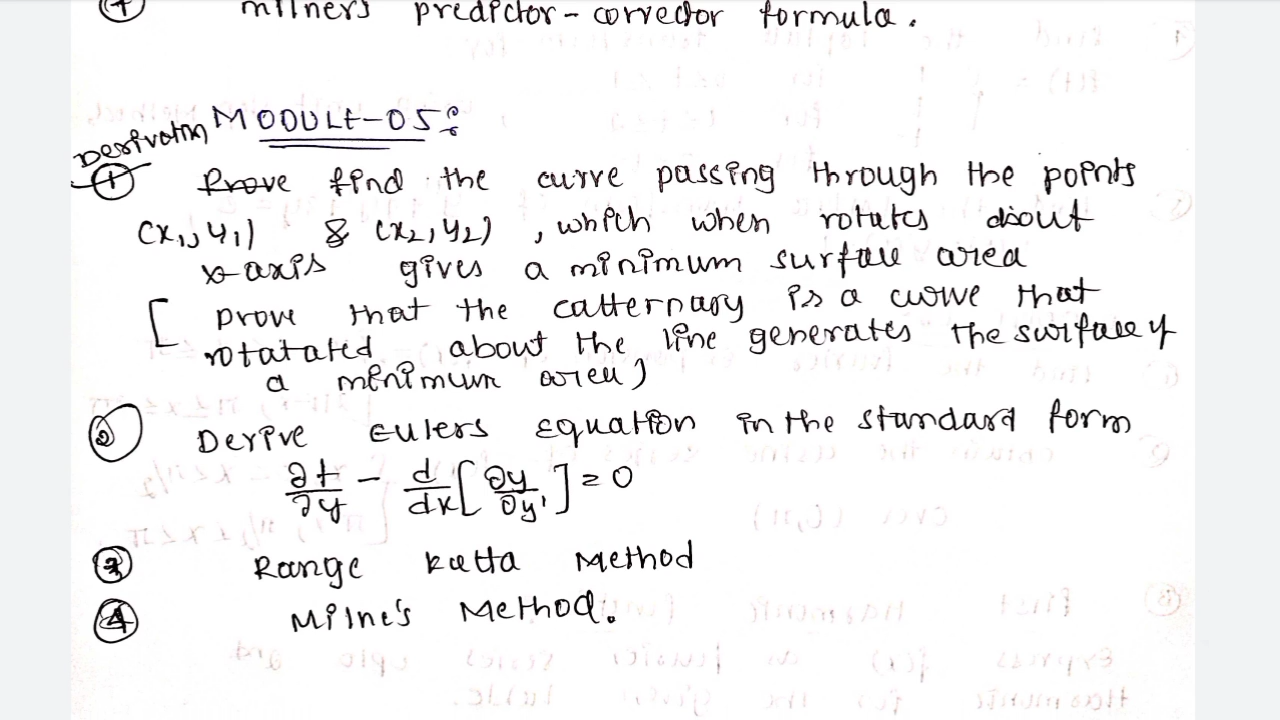 ④ milners predictor - corrector formula.
MODULE-05:
Derivation
① Prove find the curve passing through the points
(x₁, y₁) & (x₂, y₂) , which when rotates about
x-axis gives a minimum surface area
[ prove that the catternary is a curve that
rotatated about the line generates the surface of
a minimum area)
② Derive Eulers Equation in the standard form
∂f/∂y - d/dx [∂y/∂y'] = 0
③ Range kutta Method
④ Milne's Method.